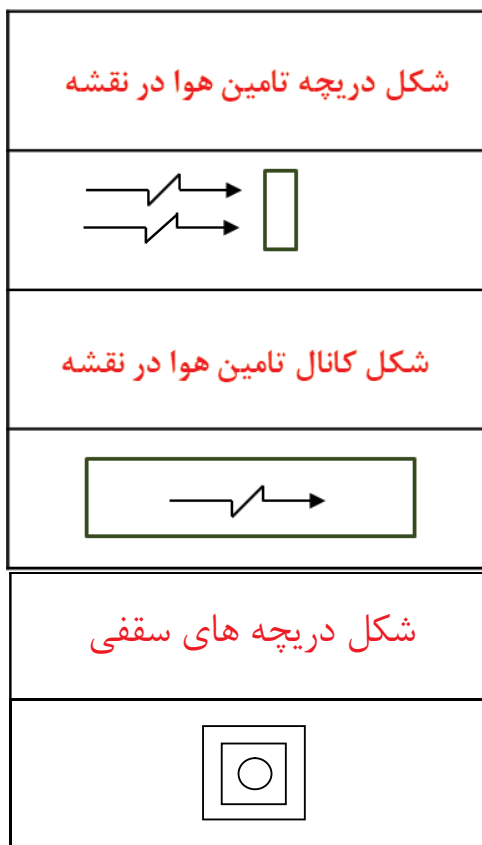 شکل دریچه تامین هوا در نقشه
شکل کانال تامین هوا در نقشه
شکل دریچه های سقفی